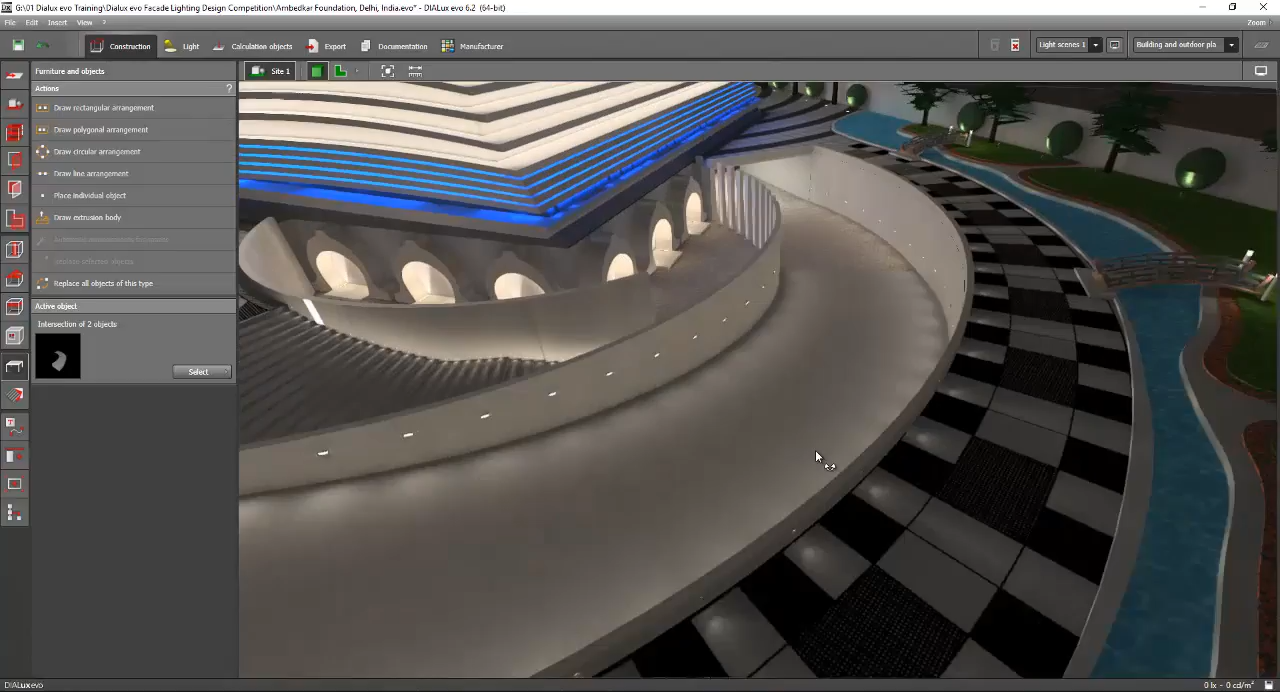 G:\01 Dialux evo Training\Dialux evo Facade Lighting Design Competition\Ambedkar Foundation, Delhi, India.evo* - DIALux evo 6.2 (64-bit)
File Edit Insert View ?
Zoom
Construction Light Calculation objects Export Documentation Manufacturer
Light scenes 1 Building and outdoor pla
Furniture and objects
Site 1
Actions ?
Draw rectangular arrangement
Draw polygonal arrangement
Draw circular arrangement
Draw line arrangement
Place individual object
Draw extrusion body
Replace all objects of this type
Active object
Intersection of 2 objects
Select
DIALux evo
0 lx - 0 cd/m²